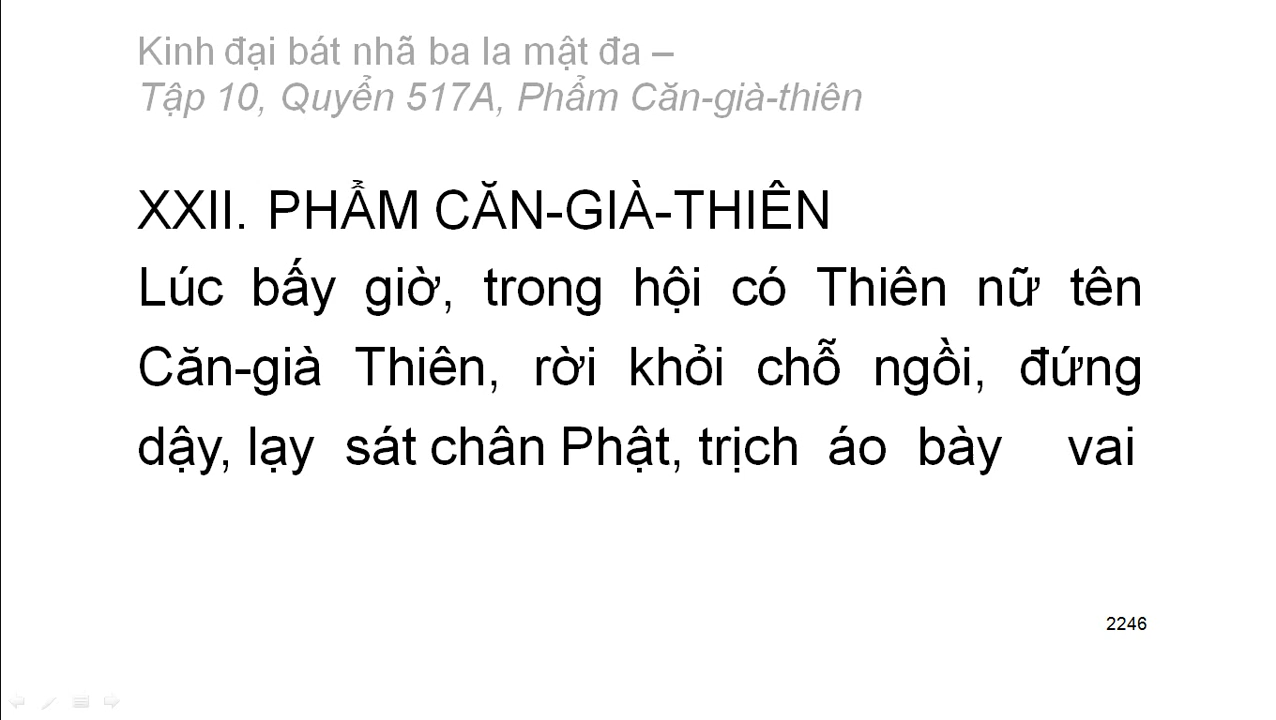 Kinh đại bát nhã ba la mật đa –
Tập 10, Quyển 517A, Phẩm Căn-già-thiên
XXII. PHẨM CĂN-GIÀ-THIÊN
Lúc bấy giờ, trong hội có Thiên nữ tên
Căn-già Thiên, rời khỏi chỗ ngồi, đứng
dậy, lạy sát chân Phật, trịch áo bày vai
2246